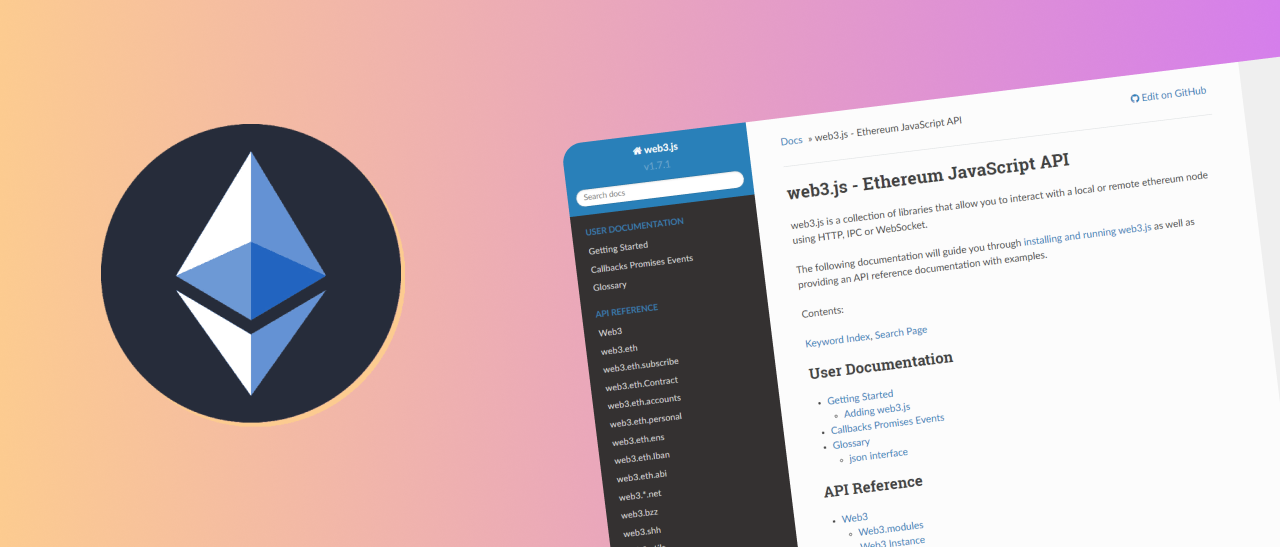 web3.js
v1.7.1
Search docs
USER DOCUMENTATION
Getting Started
Callbacks Promises Events
Glossary
API REFERENCE
Web3
web3.eth
web3.eth.subscribe
web3.eth.Contract
web3.eth.accounts
web3.eth.personal
web3.eth.ens
web3.eth.Iban
web3.eth.abi
web3.*.net
web3.bzz
web3.shh
Docs » web3.js - Ethereum JavaScript API
Edit on GitHub
web3.js - Ethereum JavaScript API
web3.js is a collection of libraries that allow you to interact with a local or remote ethereum node
using HTTP, IPC or WebSocket.
The following documentation will guide you through installing and running web3.js as well as
providing an API reference documentation with examples.
Contents:
Keyword Index, Search Page
User Documentation
• Getting Started
◦ Adding web3.js
• Callbacks Promises Events
• Glossary
◦ json interface
API Reference
• Web3
◦ Web3.modules
◦ Web3 Instance